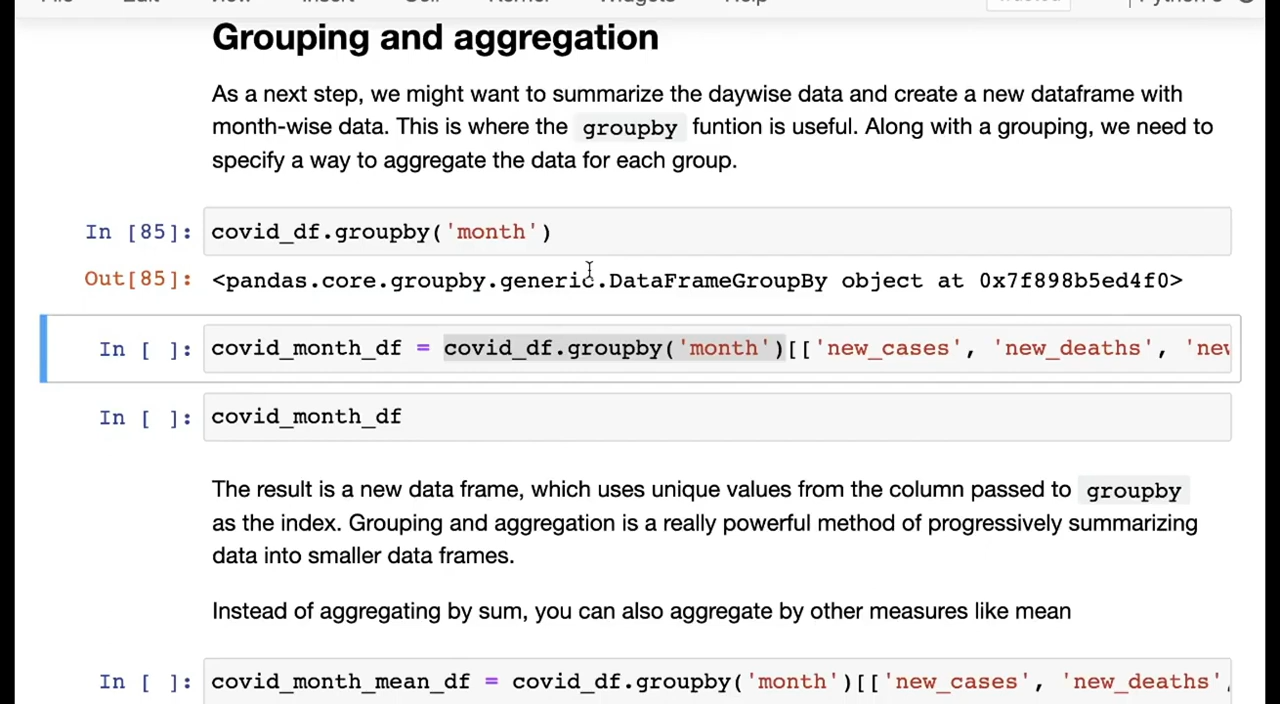 Grouping and aggregation
As a next step, we might want to summarize the daywise data and create a new dataframe with
month-wise data. This is where the groupby funtion is useful. Along with a grouping, we need to
specify a way to aggregate the data for each group.
In [85]: covid_df.groupby('month')
Out[85]: <pandas.core.groupby.generic.DataFrameGroupBy object at 0x7f898b5ed4f0>
In [ ]: covid_month_df = covid_df.groupby('month')[['new_cases', 'new_deaths', 'new
In [ ]: covid_month_df
The result is a new data frame, which uses unique values from the column passed to groupby
as the index. Grouping and aggregation is a really powerful method of progressively summarizing
data into smaller data frames.
Instead of aggregating by sum, you can also aggregate by other measures like mean
In [ ]: covid_month_mean_df = covid_df.groupby('month')[['new_cases', 'new_deaths',